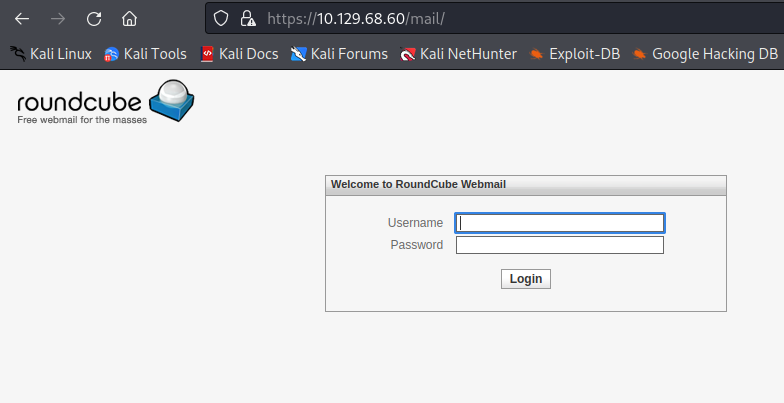 https://10.129.68.60/mail/
Kali Linux Kali Tools Kali Docs Kali Forums Kali NetHunter Exploit-DB Google Hacking DB
roundcube
Free webmail for the masses
Welcome to RoundCube Webmail
Username
Password
Login